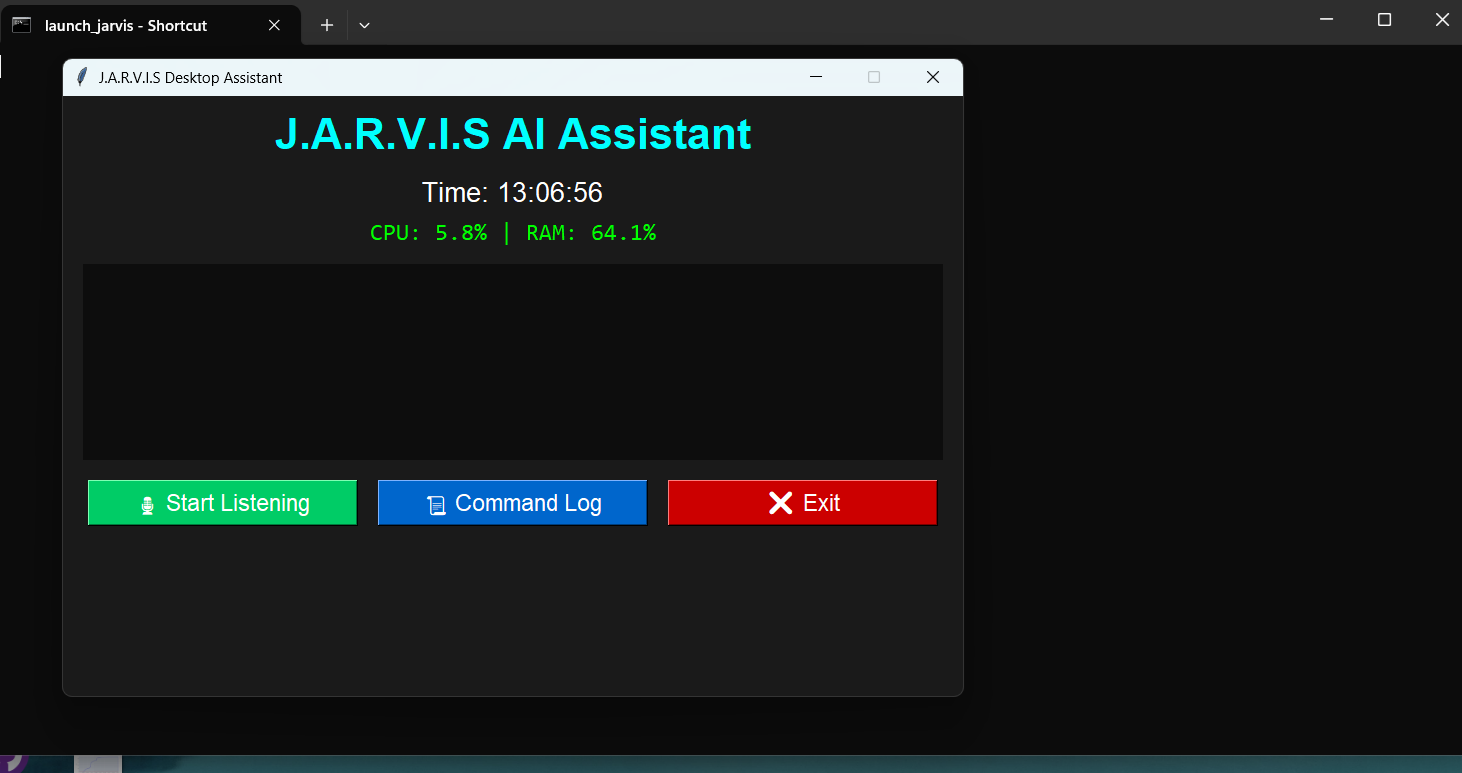 launch_jarvis - Shortcut
J.A.R.V.I.S Desktop Assistant
J.A.R.V.I.S AI Assistant
Time: 13:06:56
CPU: 5.8% | RAM: 64.1%
Start Listening
Command Log
Exit